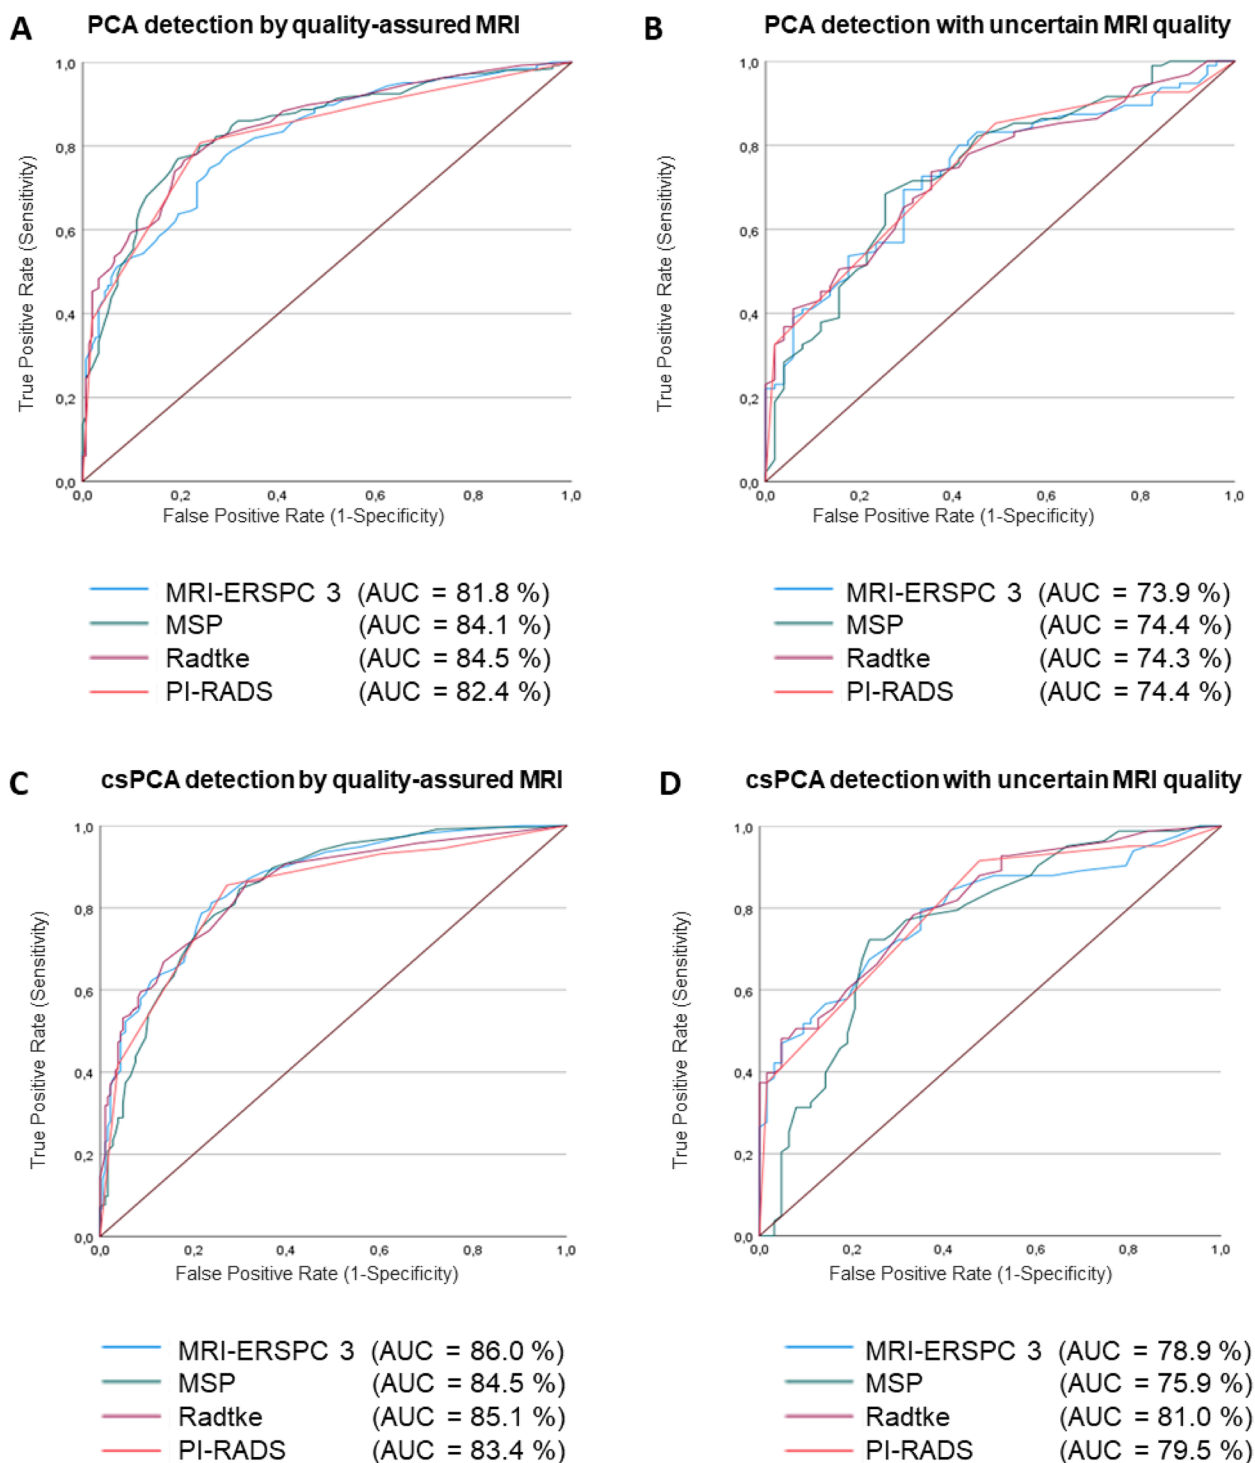 A PCA detection by quality-assured MRI
True Positive Rate (Sensitivity)
1,0
0,8
0,6
0,4
0,2
0,0
0,0 0,2 0,4 0,6 0,8 1,0
False Positive Rate (1-Specificity)
MRI-ERSPC 3 (AUC = 81.8 %)
MSP (AUC = 84.1 %)
Radtke (AUC = 84.5 %)
PI-RADS (AUC = 82.4 %)
B PCA detection with uncertain MRI quality
True Positive Rate (Sensitivity)
1,0
0,8
0,6
0,4
0,2
0,0
0,0 0,2 0,4 0,6 0,8 1,0
False Positive Rate (1-Specificity)
MRI-ERSPC 3 (AUC = 73.9 %)
MSP (AUC = 74.4 %)
Radtke (AUC = 74.3 %)
PI-RADS (AUC = 74.4 %)
C csPCA detection by quality-assured MRI
True Positive Rate (Sensitivity)
1,0
0,8
0,6
0,4
0,2
0,0
0,0 0,2 0,4 0,6 0,8 1,0
False Positive Rate (1-Specificity)
MRI-ERSPC 3 (AUC = 86.0 %)
MSP (AUC = 84.5 %)
Radtke (AUC = 85.1 %)
PI-RADS (AUC = 83.4 %)
D csPCA detection with uncertain MRI quality
True Positive Rate (Sensitivity)
1,0
0,8
0,6
0,4
0,2
0,0
0,0 0,2 0,4 0,6 0,8 1,0
False Positive Rate (1-Specificity)
MRI-ERSPC 3 (AUC = 78.9 %)
MSP (AUC = 75.9 %)
Radtke (AUC = 81.0 %)
PI-RADS (AUC = 79.5 %)